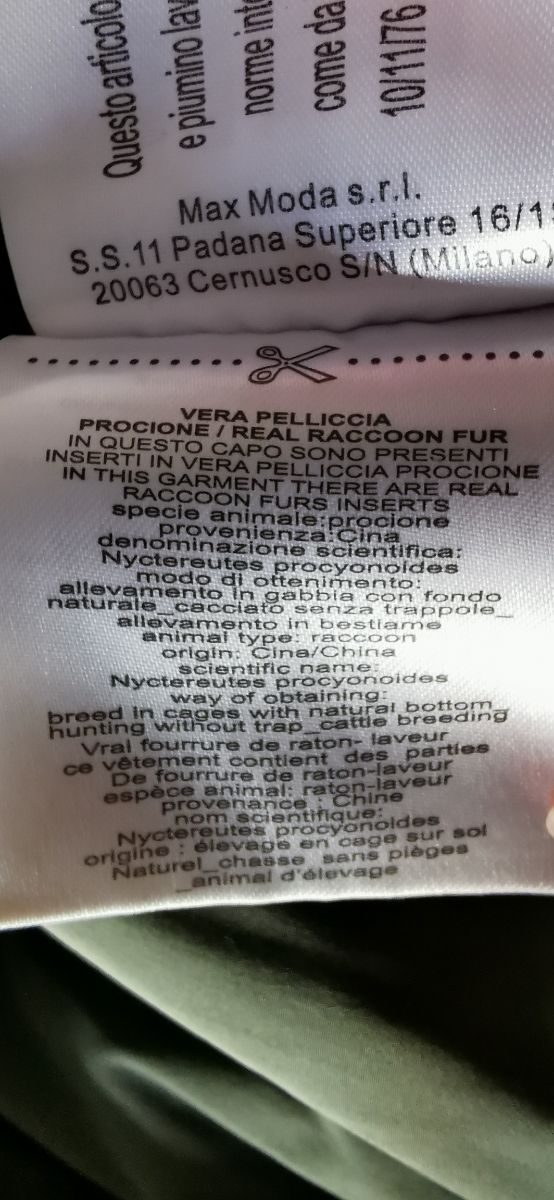 Questo articolo
e piumino lav
norme int
come da
10/11/76
Max Moda s.r.l.
S.S.11 Padana Superiore 16/1
20063 Cernusco S/N (Milano)
VERA PELLICCIA
PROCIONE / REAL RACCOON FUR
IN QUESTO CAPO SONO PRESENTI
INSERTI IN VERA PELLICCIA PROCIONE
IN THIS GARMENT THERE ARE REAL
RACCOON FURS INSERTS
specie animale:procione
provenienza:Cina
denominazione scientifica:
Nyctereutes procyonoides
modo di ottenimento:
allevamento in gabbia con fondo
naturale_cacciato senza trappole_
allevamento in bestiame
animal type: raccoon
origin: Cina/China
scientific name:
Nyctereutes procyonoides
way of obtaining:
breed in cages with natural bottom_
hunting without trap_cattle breeding
Vrai fourrure de raton- laveur
ce vêtement contient des parties
De fourrure de raton-laveur
espèce animal: raton-laveur
provenance : Chine
nom scientifique:
Nyctereutes procyonoides
origine : élevage en cage sur sol
Naturel_chasse sans pièges
_animal d'élevage